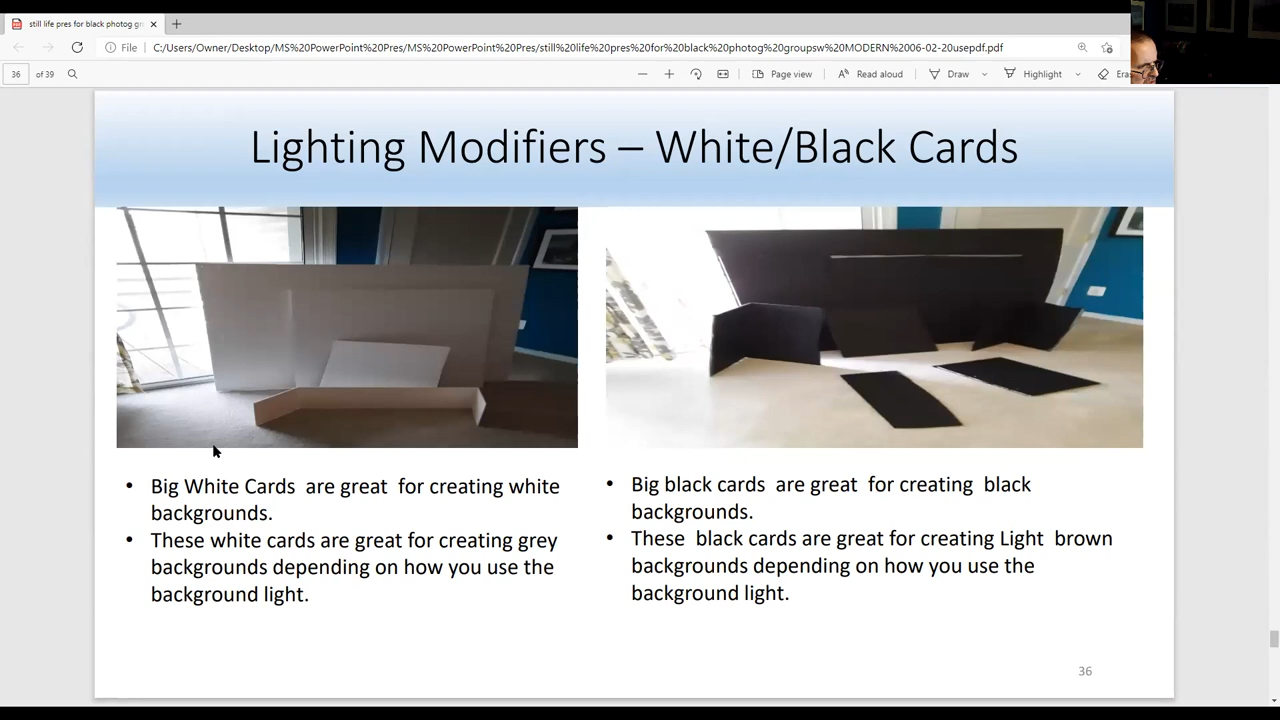 still life pres for black photog gr
File C:/Users/Owner/Desktop/MS%20PowerPoint%20Pres/MS%20PowerPoint%20Pres/still%20life%20pres%20for%20black%20photog%20groupsw%20MODERN%2006-02-20usepdf.pdf
36 of 39 Page view Read aloud Draw Highlight Eras
Lighting Modifiers – White/Black Cards
• Big White Cards are great for creating white
backgrounds.
• These white cards are great for creating grey
backgrounds depending on how you use the
background light.
• Big black cards are great for creating black
backgrounds.
• These black cards are great for creating Light brown
backgrounds depending on how you use the
background light.
36